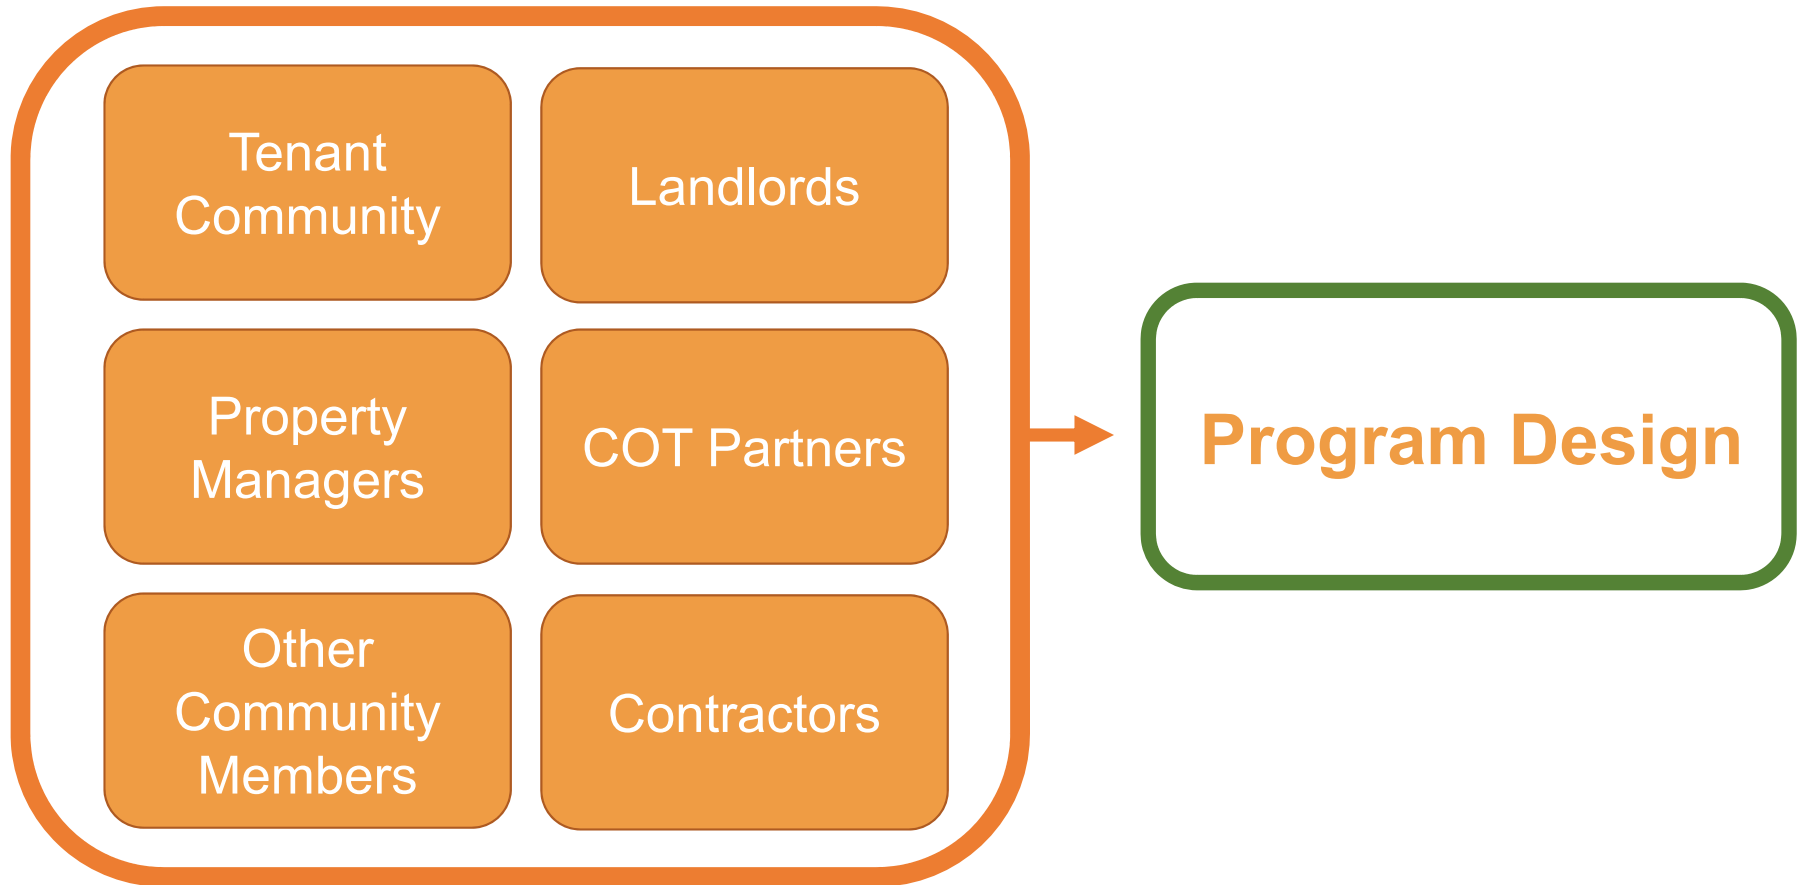 Tenant
Community
Landlords
Property
Managers
COT Partners
Other
Community
Members
Contractors
Program Design